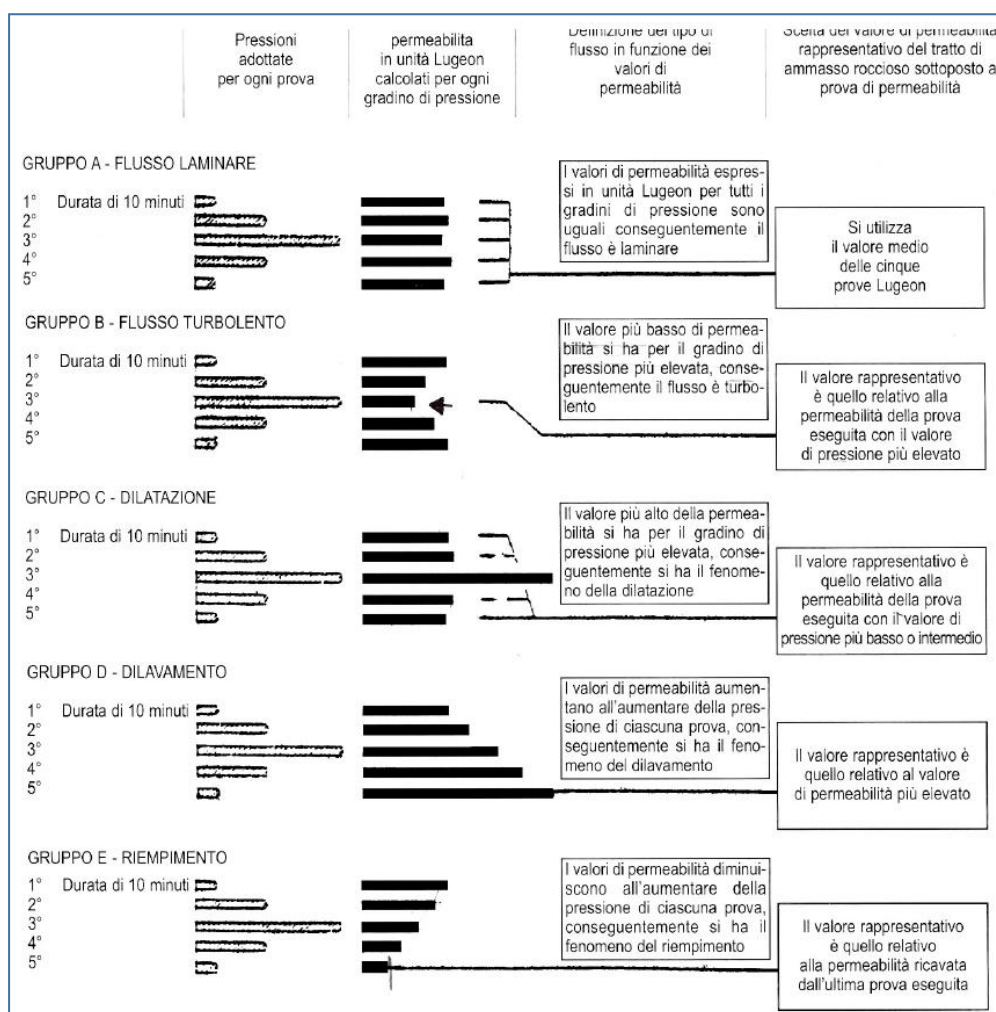 Pressioni
adottate
per ogni prova
permeabilita
in unità Lugeon
calcolati per ogni
gradino di pressione
Definizione del tipo di
flusso in funzione dei
valori di
permeabilità
Scelta del valore di permeabilità
rappresentativo del tratto di
ammasso roccioso sottoposto a
prova di permeabilità
GRUPPO A - FLUSSO LAMINARE
1° Durata di 10 minuti
2°
3°
4°
5°
I valori di permeabilità espres-
si in unità Lugeon per tutti i
gradini di pressione sono
uguali conseguentemente il
flusso è laminare
Si utilizza
il valore medio
delle cinque
prove Lugeon
GRUPPO B - FLUSSO TURBOLENTO
1° Durata di 10 minuti
2°
3°
4°
5°
Il valore più basso di permea-
bilità si ha per il gradino di
pressione più elevata, conse-
guentemente il flusso è turbo-
lento
Il valore rappresentativo
è quello relativo alla
permeabilità della prova
eseguita con il valore
di pressione più elevato
GRUPPO C - DILATAZIONE
1° Durata di 10 minuti
2°
3°
4°
5°
Il valore più alto della permea-
bilità si ha per il gradino di
pressione più elevata, conse-
guentemente si ha il fenome-
no della dilatazione
Il valore rappresentativo è
quello relativo alla
permeabilità della prova
eseguita con il valore di
pressione più basso o intermedio
GRUPPO D - DILAVAMENTO
1° Durata di 10 minuti
2°
3°
4°
5°
I valori di permeabilità aumen-
tano all'aumentare della pres-
sione di ciascuna prova, con-
seguentemente si ha il feno-
meno del dilavamento
Il valore rappresentativo è
quello relativo al valore
di permeabilità più elevato
GRUPPO E - RIEMPIMENTO
1° Durata di 10 minuti
2°
3°
4°
5°
I valori di permeabilità diminui-
scono all'aumentare della
pressione di ciascuna prova,
conseguentemente si ha il
fenomeno del riempimento
Il valore rappresentativo
è quello relativo
alla permeabilità ricavata
dall'ultima prova eseguita